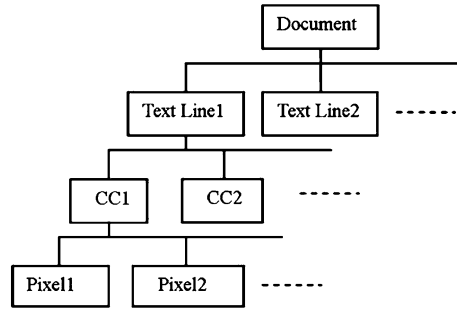 Document
Text Line1 Text Line2
CC1 CC2
Pixel1 Pixel2